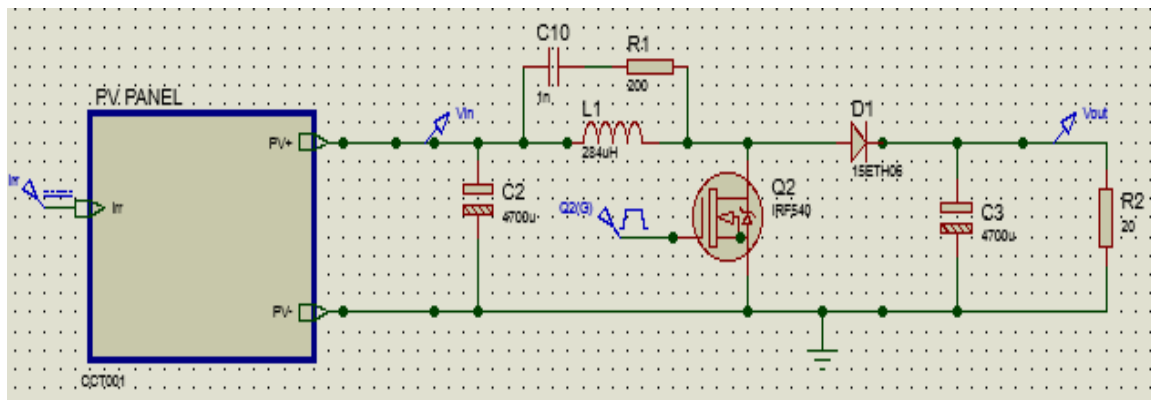 PV PANEL
Irr
Irr
PV+
PV-
CCT001
Vin
C2
4700u
C10
1n
R1
200
L1
284uH
Q2(G)
Q2
IRF540
D1
15ETH06
C3
4700u
Vout
R2
20